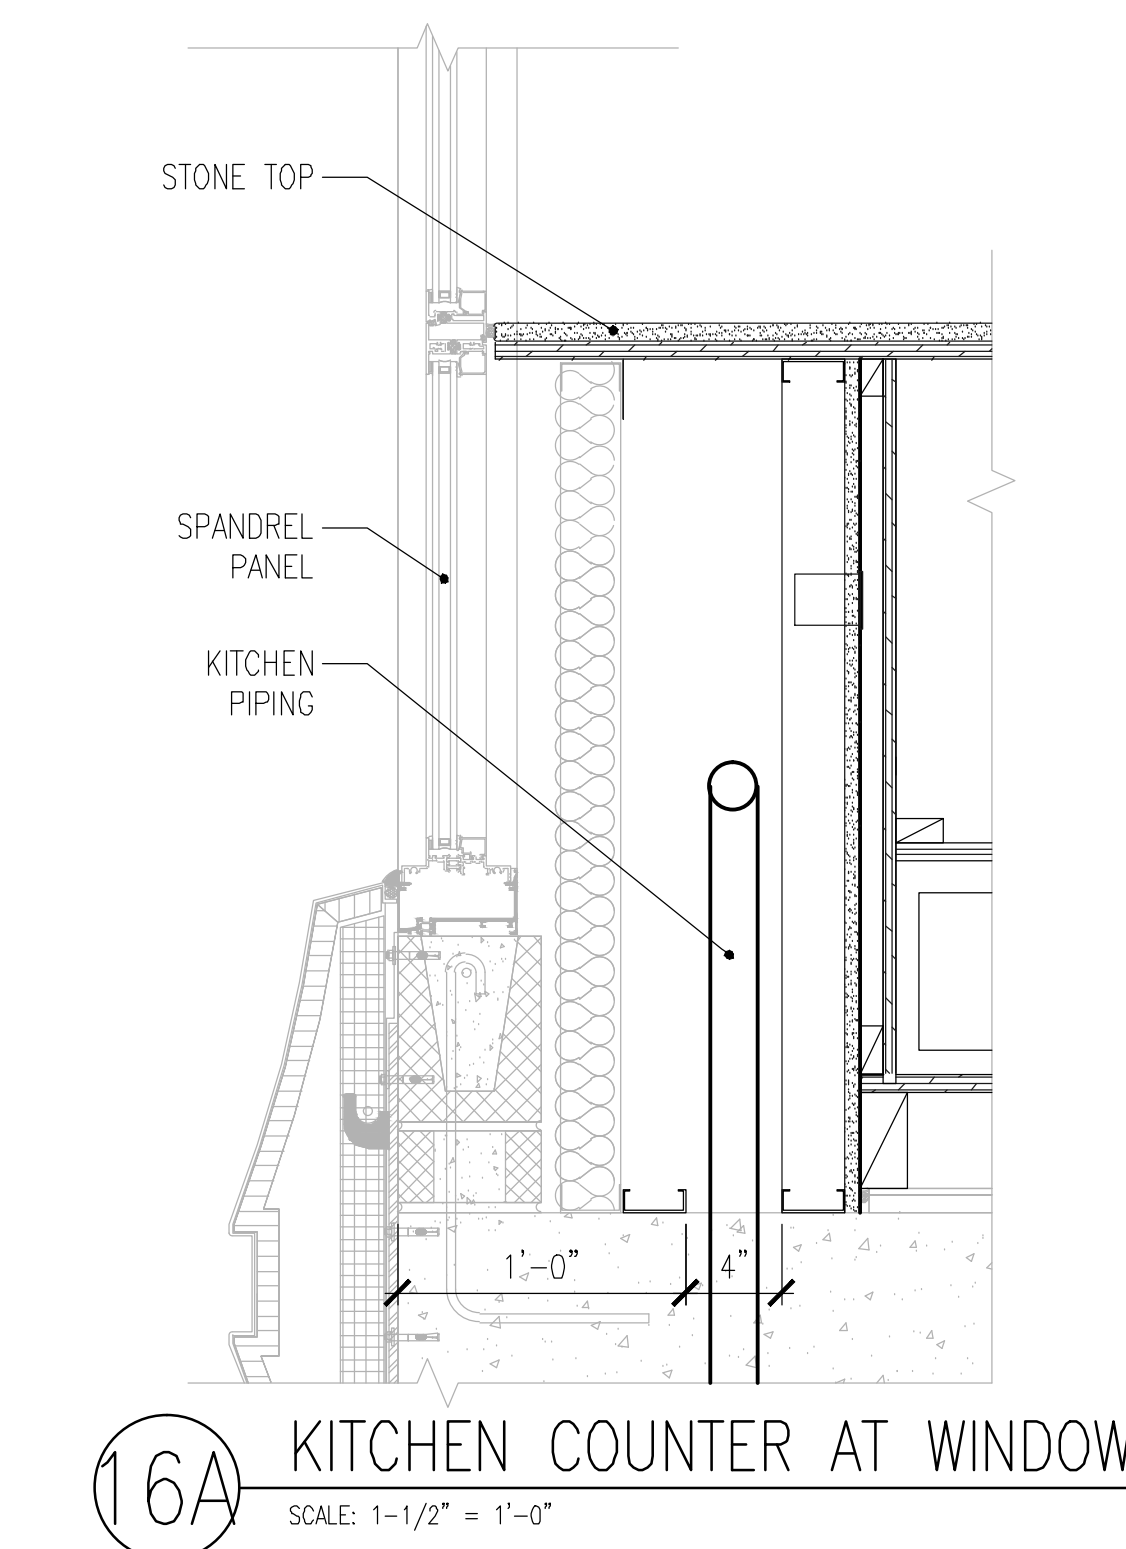 STONE TOP
SPANDREL
PANEL
KITCHEN
PIPING
1'-0" 4"
16A
KITCHEN COUNTER AT WINDOW
SCALE: 1-1/2" = 1'-0"